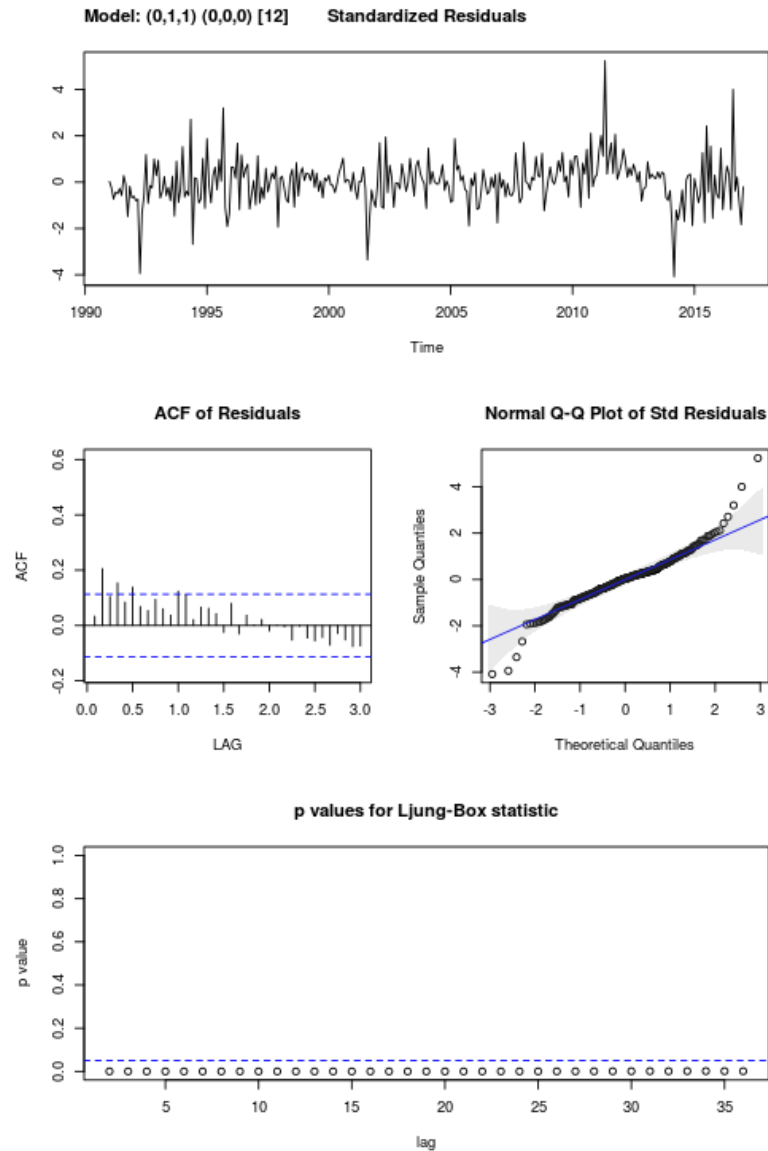 Model: (0,1,1) (0,0,0) [12] Standardized Residuals
4
2
0
-2
-4
1990 1995 2000 2005 2010 2015
Time
ACF of Residuals
0.6
0.4
0.2
0.0
-0.2
ACF
0.0 0.5 1.0 1.5 2.0 2.5 3.0
LAG
Normal Q-Q Plot of Std Residuals
4
2
0
-2
-4
Sample Quantiles
-3 -2 -1 0 1 2 3
Theoretical Quantiles
p values for Ljung-Box statistic
1.0
0.8
0.6
0.4
0.2
0.0
p value
5 10 15 20 25 30 35
lag